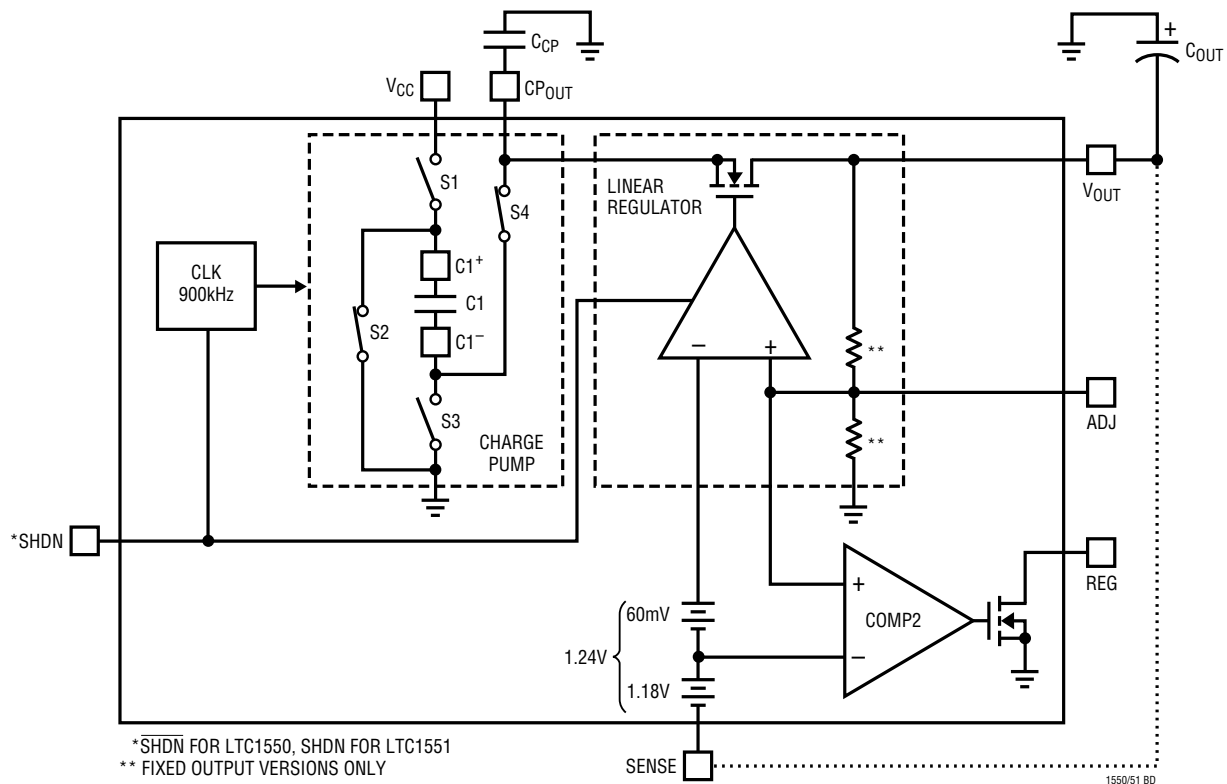 C_CP
+
C_OUT
V_CC
CP_OUT
S1
LINEAR
REGULATOR
V_OUT
S4
CLK
900kHz
C1⁺
C1
S2
C1⁻
− +
**
ADJ
S3
**
CHARGE
PUMP
*SHDN
REG
+
60mV
COMP2
1.24V
−
1.18V
*S̅H̅D̅N̅ FOR LTC1550, SHDN FOR LTC1551
** FIXED OUTPUT VERSIONS ONLY
SENSE
1550/51 BD